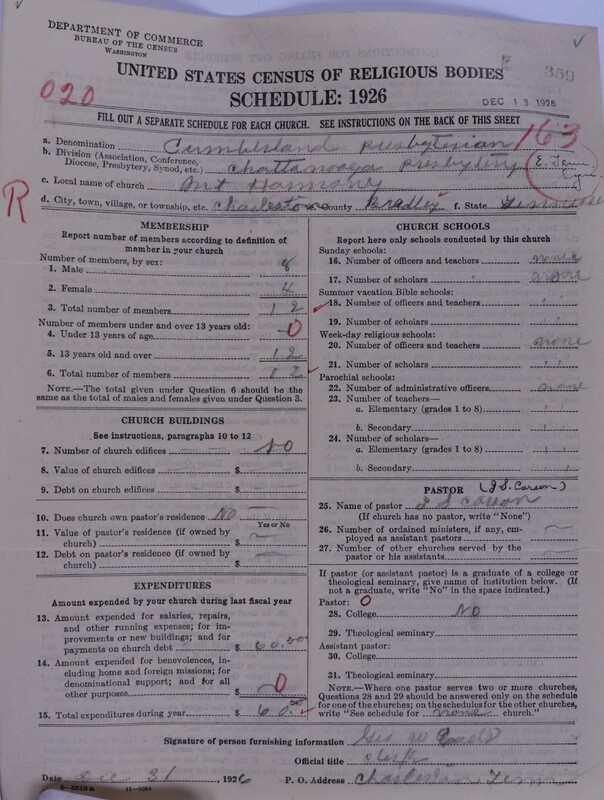 DEPARTMENT OF COMMERCE
BUREAU OF THE CENSUS
WASHINGTON
UNITED STATES CENSUS OF RELIGIOUS BODIES
359
SCHEDULE: 1926
020
DEC 13 1926
FILL OUT A SEPARATE SCHEDULE FOR EACH CHURCH. SEE INSTRUCTIONS ON THE BACK OF THIS SHEET
163
a. Denomination Cumberland Presbyterian
b. Division (Association, Conference, Diocese, Presbytery, Synod, etc.) Chattanooga Presbytery
E. Tenn. Syn.
c. Local name of church Mt Harmony
R
d. City, town, village, or township, etc. Charleston e. County Bradley f. State Tennessee
MEMBERSHIP
Report number of members according to definition of member in your church
Number of members, by sex:
1. Male 8
2. Female 4
3. Total number of members 12
Number of members under and over 13 years old:
4. Under 13 years of age 0
5. 13 years old and over 12
6. Total number of members 12
NOTE.—The total given under Question 6 should be the same as the total of males and females given under Question 3.
CHURCH BUILDINGS
See instructions, paragraphs 10 to 12
7. Number of church edifices NO
8. Value of church edifices $
9. Debt on church edifices $
10. Does church own pastor's residence NO
Yes or No
11. Value of pastor's residence (if owned by church) $
12. Debt on pastor's residence (if owned by church) $
EXPENDITURES
Amount expended by your church during last fiscal year
13. Amount expended for salaries, repairs, and other running expenses; for improvements or new buildings; and for payments on church debt $ 60.00
14. Amount expended for benevolences, including home and foreign missions; for denominational support; and for all other purposes $ 0
15. Total expenditures during year $ 60.00
CHURCH SCHOOLS
Report here only schools conducted by this church
Sunday schools:
16. Number of officers and teachers none
17. Number of scholars
Summer vacation Bible schools:
18. Number of officers and teachers " "
19. Number of scholars " "
Week-day religious schools:
20. Number of officers and teachers none
21. Number of scholars " "
Parochial schools:
22. Number of administrative officers none
23. Number of teachers—
a. Elementary (grades 1 to 8) " "
b. Secondary
24. Number of scholars—
a. Elementary (grades 1 to 8) " "
b. Secondary
PASTOR (J. S. Carson)
25. Name of pastor J S Carson
(If church has no pastor, write "None")
26. Number of ordained ministers, if any, employed as assistant pastors
27. Number of other churches served by the pastor or his assistants
If pastor (or assistant pastor) is a graduate of a college or theological seminary, give name of institution below. (If not a graduate, write "No" in the space indicated.)
Pastor: 0
28. College NO
29. Theological seminary
Assistant pastor:
30. College
31. Theological seminary
NOTE.—Where one pastor serves two or more churches, Questions 28 and 29 should be answered only on the schedule for one of the churches; on the schedules for the other churches, write "See schedule for none church."
Signature of person furnishing information Geo W
Official title Clerk
Date Dec 31, 1926 P. O. Address Charleston, Tenn
8-5318a 11-4054